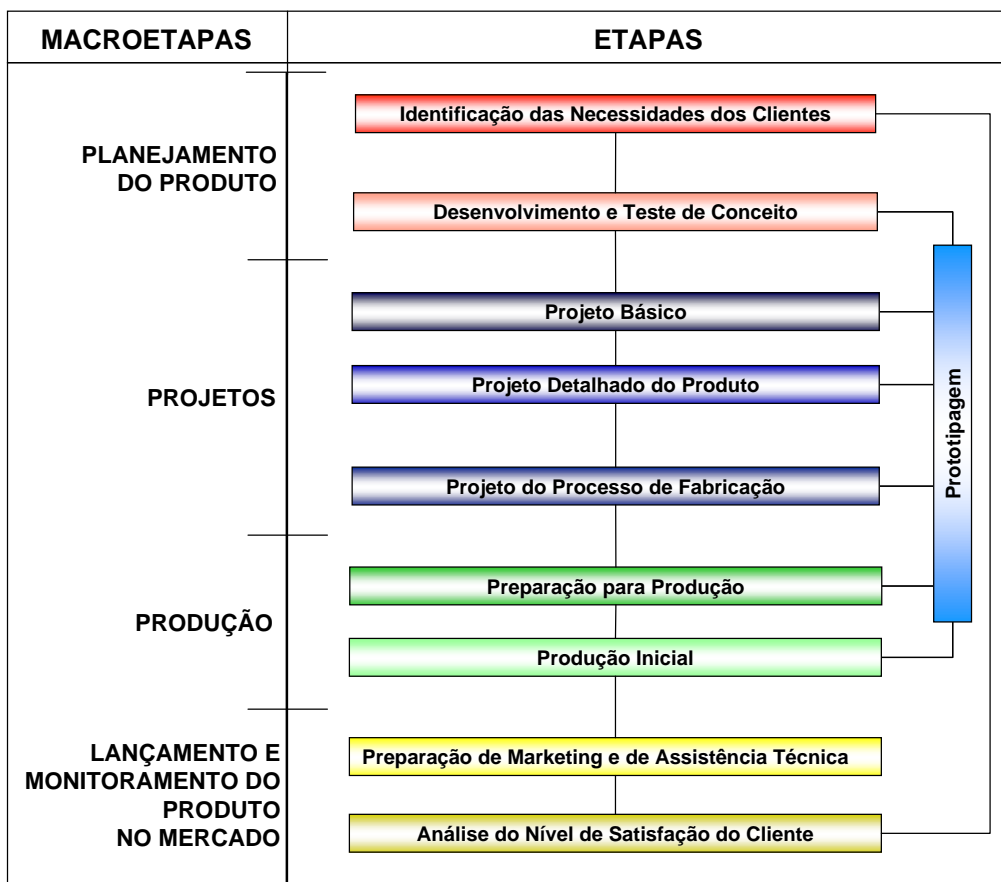 MACROETAPAS
ETAPAS
PLANEJAMENTO
DO PRODUTO
Identificação das Necessidades dos Clientes
Desenvolvimento e Teste de Conceito
PROJETOS
Projeto Básico
Projeto Detalhado do Produto
Projeto do Processo de Fabricação
Prototipagem
PRODUÇÃO
Preparação para Produção
Produção Inicial
LANÇAMENTO E
MONITORAMENTO DO
PRODUTO
NO MERCADO
Preparação de Marketing e de Assistência Técnica
Análise do Nível de Satisfação do Cliente